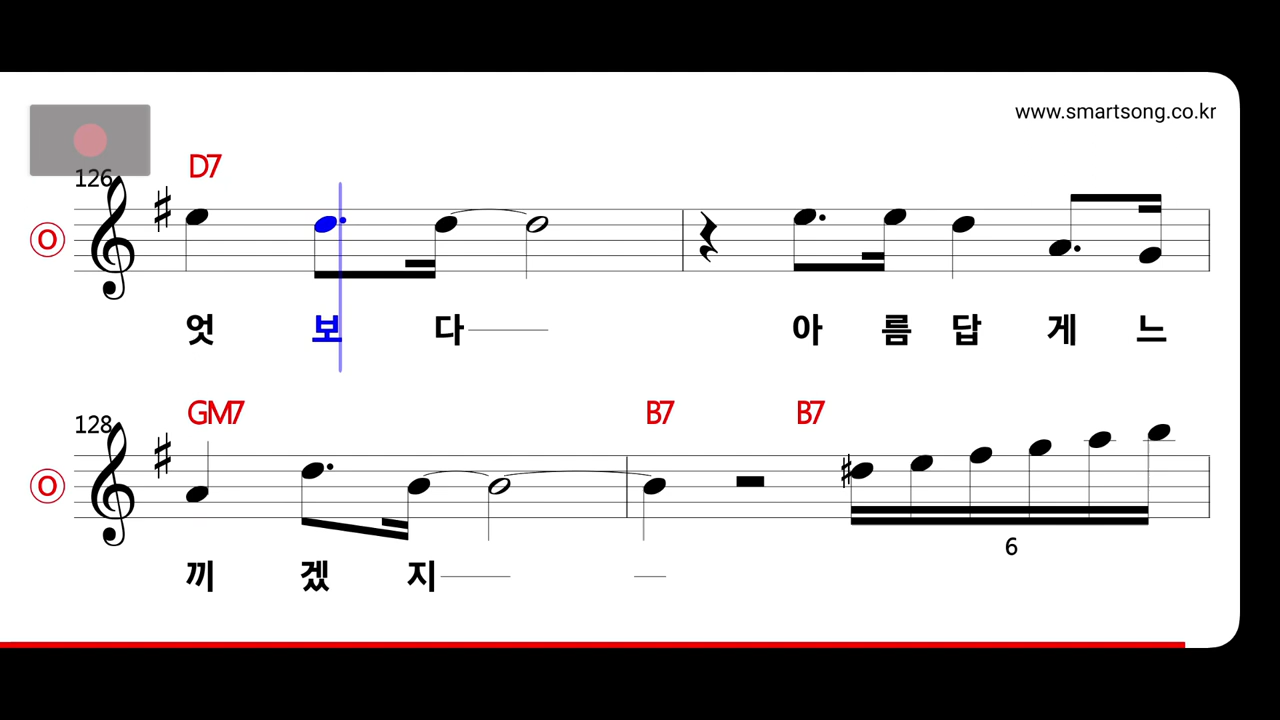 www.smartsong.co.kr
126
D7
O
엇 보 다 아 름 답 게 느
128
GM7 B7 B7
O
6
끼 겠 지